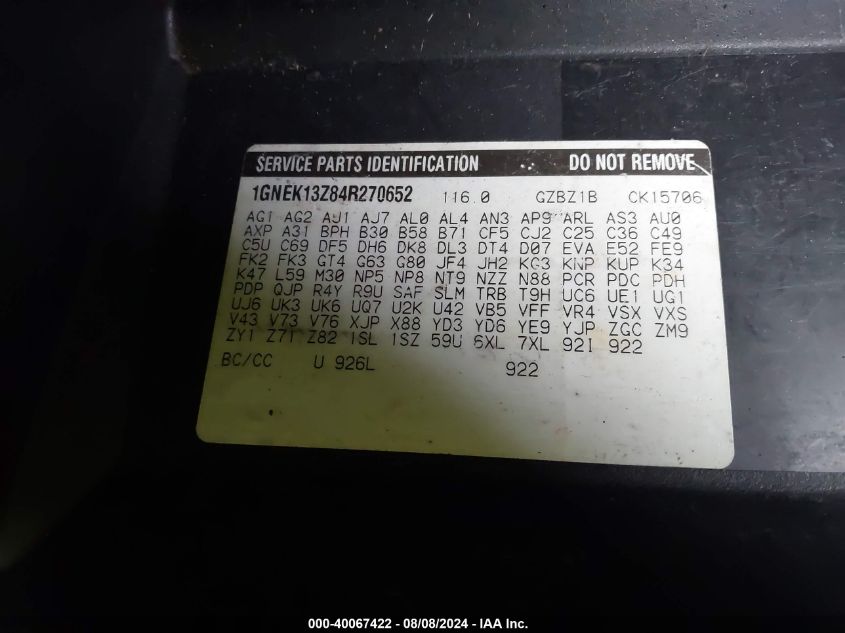 SERVICE PARTS IDENTIFICATION DO NOT REMOVE
1GNEK13Z84R270652 116.0 GZBZ1B CK15706
AG1 AG2 AJ1 AJ7 AL0 AL4 AN3 AP9 ARL AS3 AU0
AXP A31 BPH B30 B58 B71 CF5 CJ2 C25 C36 C49
C5U C69 DF5 DH6 DK8 DL3 DT4 D07 EVA E52 FE9
FK2 FK3 GT4 G63 G80 JF4 JH2 KC3 KNP KUP K34
K47 L59 M30 NP5 NP8 NT9 NZZ N88 PCR PDC PDH
PDP QJP R4Y R9U SAF SLM TRB T9H UC6 UE1 UG1
UJ6 UK3 UK6 UQ7 U2K U42 VB5 VFF VR4 VSX VXS
V43 V73 V76 XJP X88 YD3 YD6 YE9 YJP ZGC ZM9
ZY1 Z71 Z82 1SL 1SZ 59U 6XL 7XL 92I 922
BC/CC U 926L 922
000-40067422 - 08/08/2024 - IAA Inc.